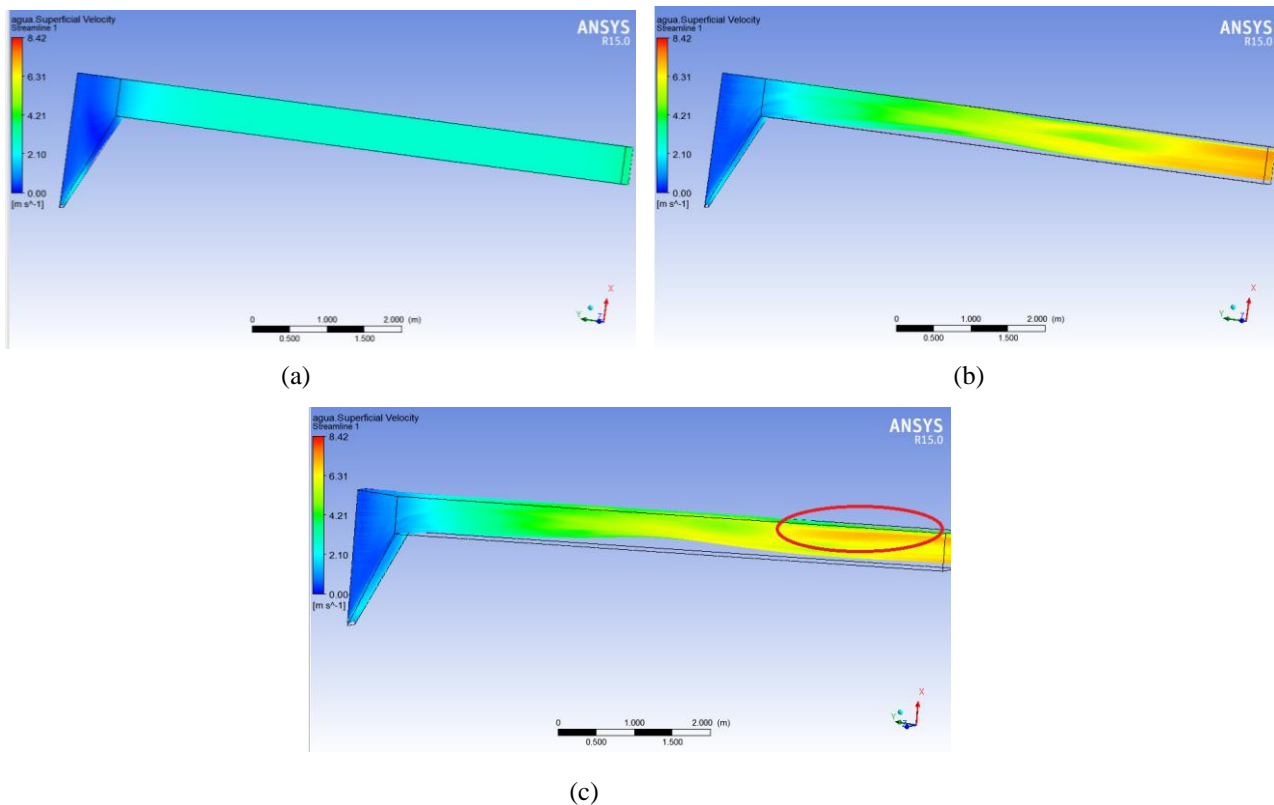 agua.Superficial Velocity
Streamline 1
8.42
6.31
4.21
2.10
0.00
[m s^-1]
ANSYS
R15.0
0 1.000 2.000 (m)
0.500 1.500
X
Y
Z
(a)
agua.Superficial Velocity
Streamline 1
8.42
6.31
4.21
2.10
0.00
[m s^-1]
ANSYS
R15.0
0 1.000 2.000 (m)
0.500 1.500
X
Y
Z
(b)
agua.Superficial Velocity
Streamline 1
8.42
6.31
4.21
2.10
0.00
[m s^-1]
ANSYS
R15.0
0 1.000 2.000 (m)
0.500 1.500
X
Y
Z
(c)